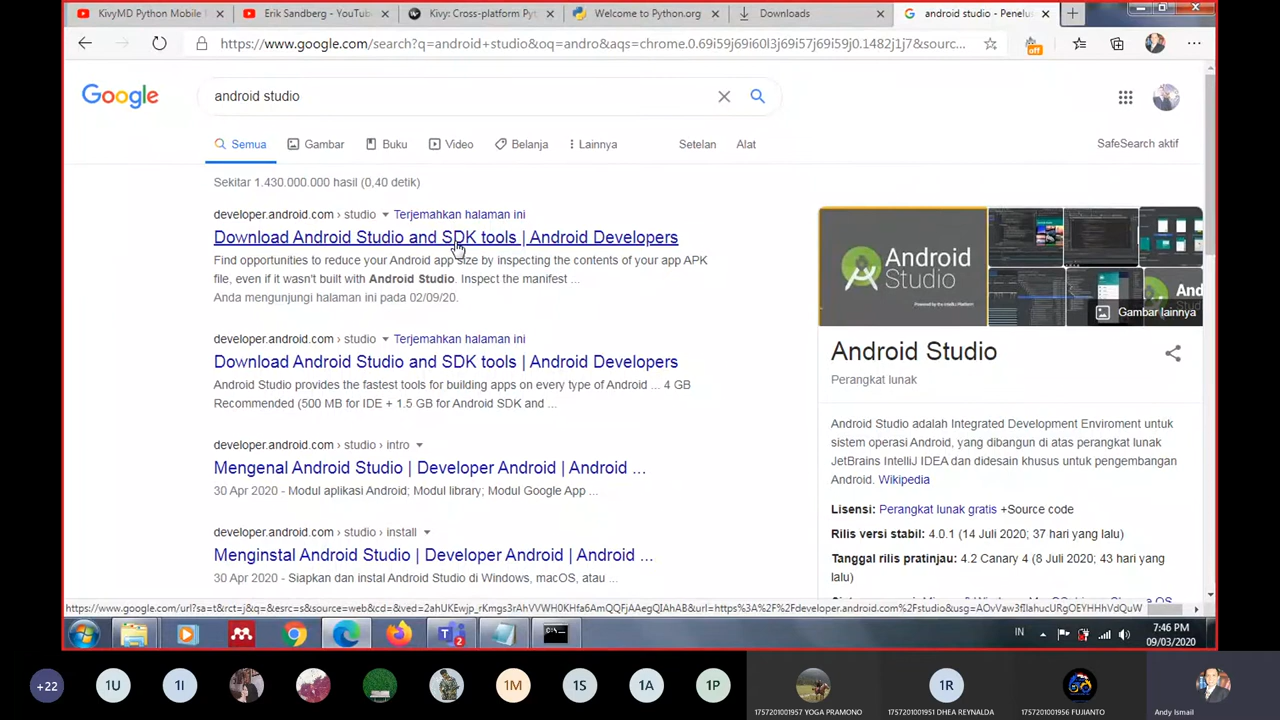 KivyMD Python Mobile
Erik Sandberg - YouTub
Kivy: Cross-platform Py
Welcome to Python.org
Downloads
android studio - Penelus
https://www.google.com/search?q=android+studio&oq=andro&aqs=chrome.0.69i59j69i60l3j69i57j69i59j0.1482j1j7&sourc...
off
Google
android studio
Semua
Gambar
Buku
Video
Belanja
Lainnya
Setelan
Alat
SafeSearch aktif
Sekitar 1.430.000.000 hasil (0,40 detik)
developer.android.com › studio
Terjemahkan halaman ini
Download Android Studio and SDK tools | Android Developers
Find opportunities to reduce your Android app size by inspecting the contents of your app APK
file, even if it wasn't built with Android Studio. Inspect the manifest ...
Anda mengunjungi halaman ini pada 02/09/20.
developer.android.com › studio
Terjemahkan halaman ini
Download Android Studio and SDK tools | Android Developers
Android Studio provides the fastest tools for building apps on every type of Android ... 4 GB
Recommended (500 MB for IDE + 1.5 GB for Android SDK and ...
developer.android.com › studio › intro
Mengenal Android Studio | Developer Android | Android ...
30 Apr 2020 - Modul aplikasi Android; Modul library; Modul Google App ...
developer.android.com › studio › install
Menginstal Android Studio | Developer Android | Android ...
30 Apr 2020 - Siapkan dan instal Android Studio di Windows, macOS, atau ...
Android
Studio
Gambar lainnya
Android Studio
Perangkat lunak
Android Studio adalah Integrated Development Enviroment untuk
sistem operasi Android, yang dibangun di atas perangkat lunak
JetBrains IntelliJ IDEA dan didesain khusus untuk pengembangan
Android. Wikipedia
Lisensi: Perangkat lunak gratis +Source code
Rilis versi stabil: 4.0.1 (14 Juli 2020; 37 hari yang lalu)
Tanggal rilis pratinjau: 4.2 Canary 4 (8 Juli 2020; 43 hari yang
lalu)
IN
7:46 PM
09/03/2020
2
+22
1U
1I
1M
1S
1A
1P
1R
1757201001957 YOGA PRAMONO
1757201001951 DHEA REYNALDA
1757201001956 FUJIANTO
Andy Ismail